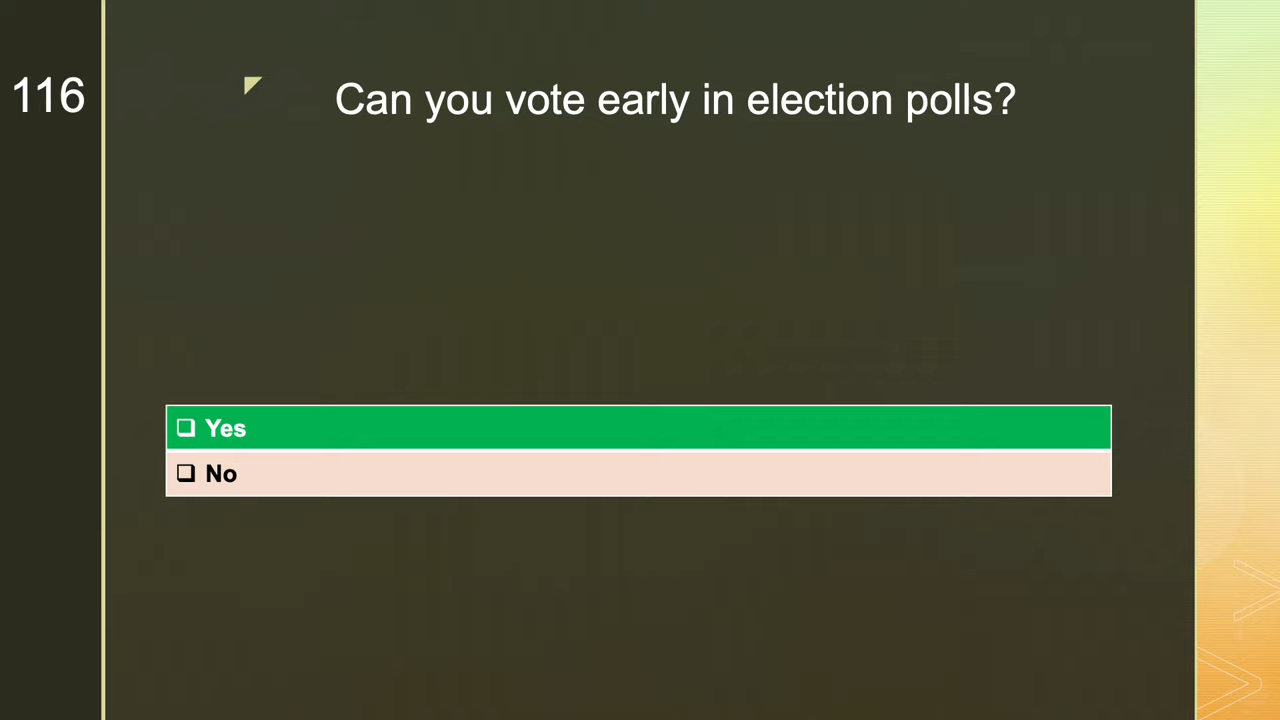 116
Can you vote early in election polls?
❑ Yes
❑ No